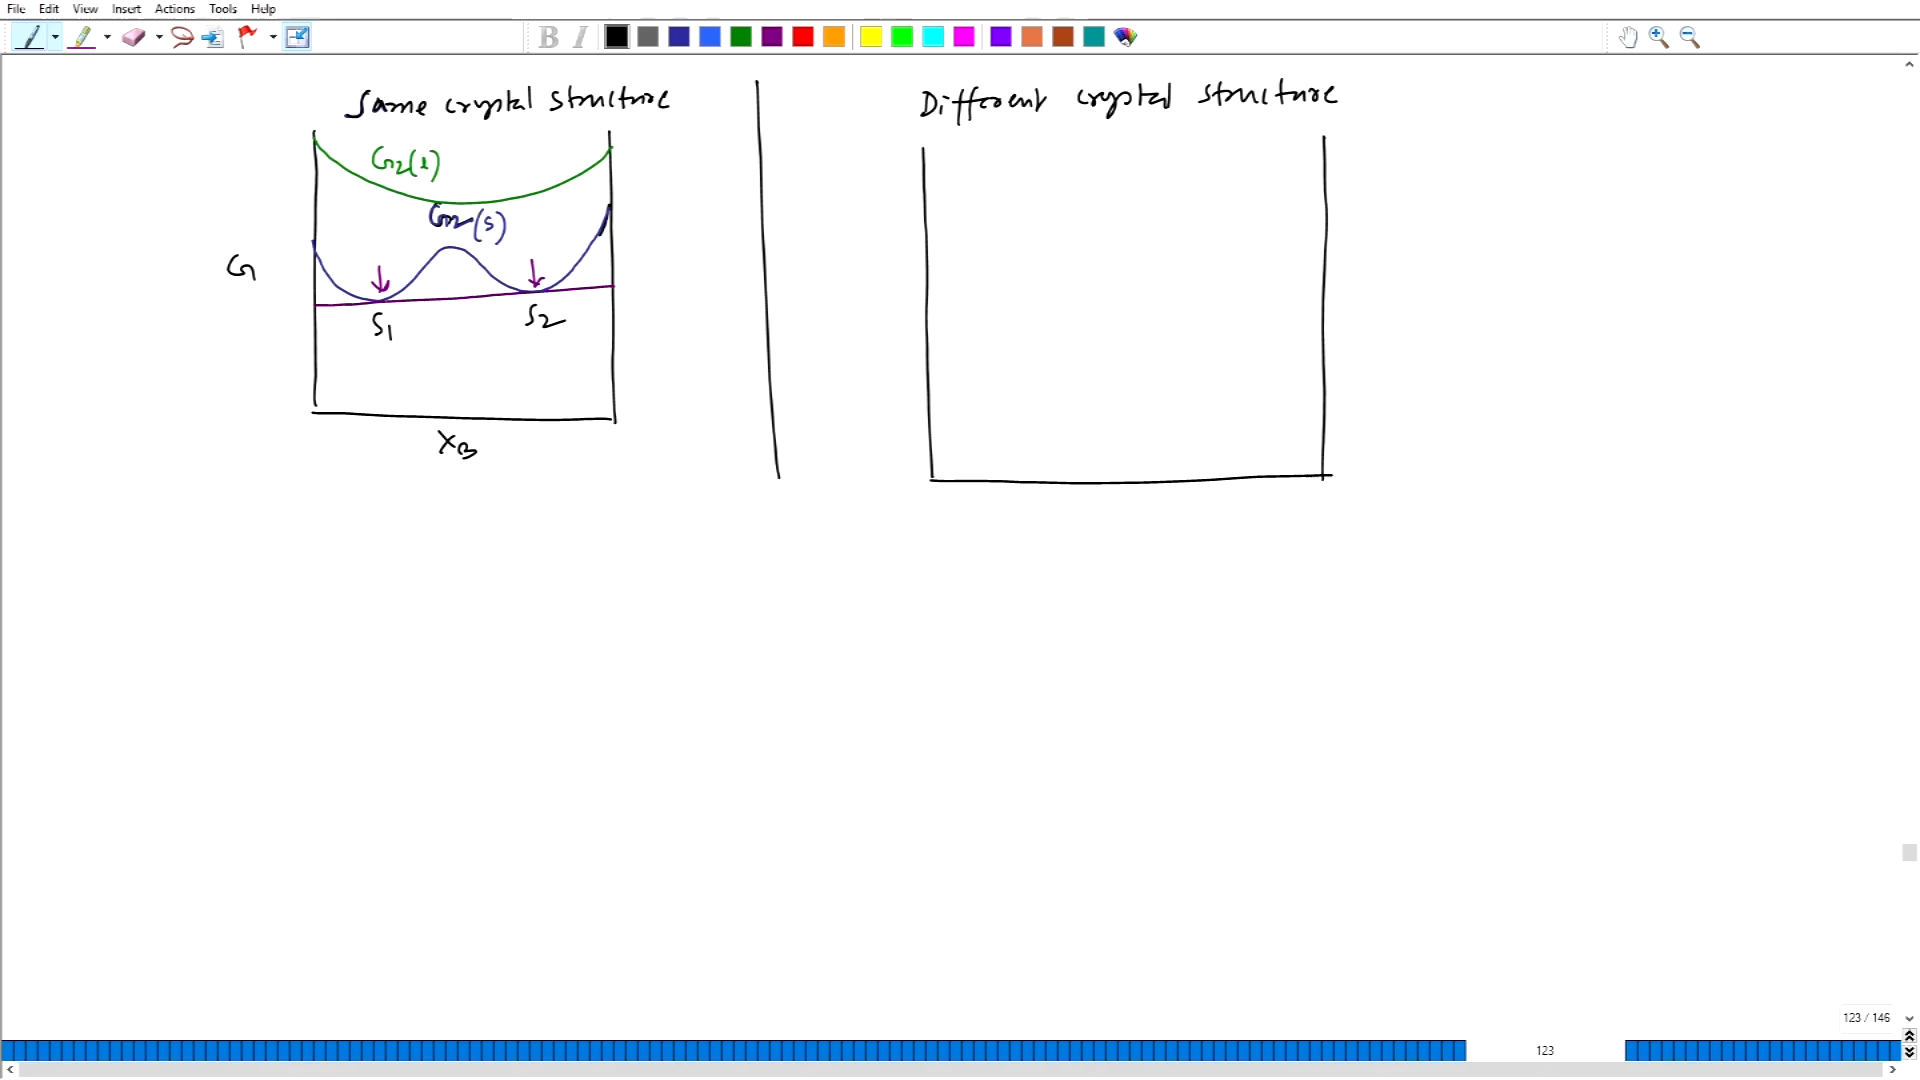 File Edit View Insert Actions Tools Help
B I
Same crystal structure
Different crystal structure
G2(l)
Gm2(s)
G
S1
S2
XB
123 / 146
123